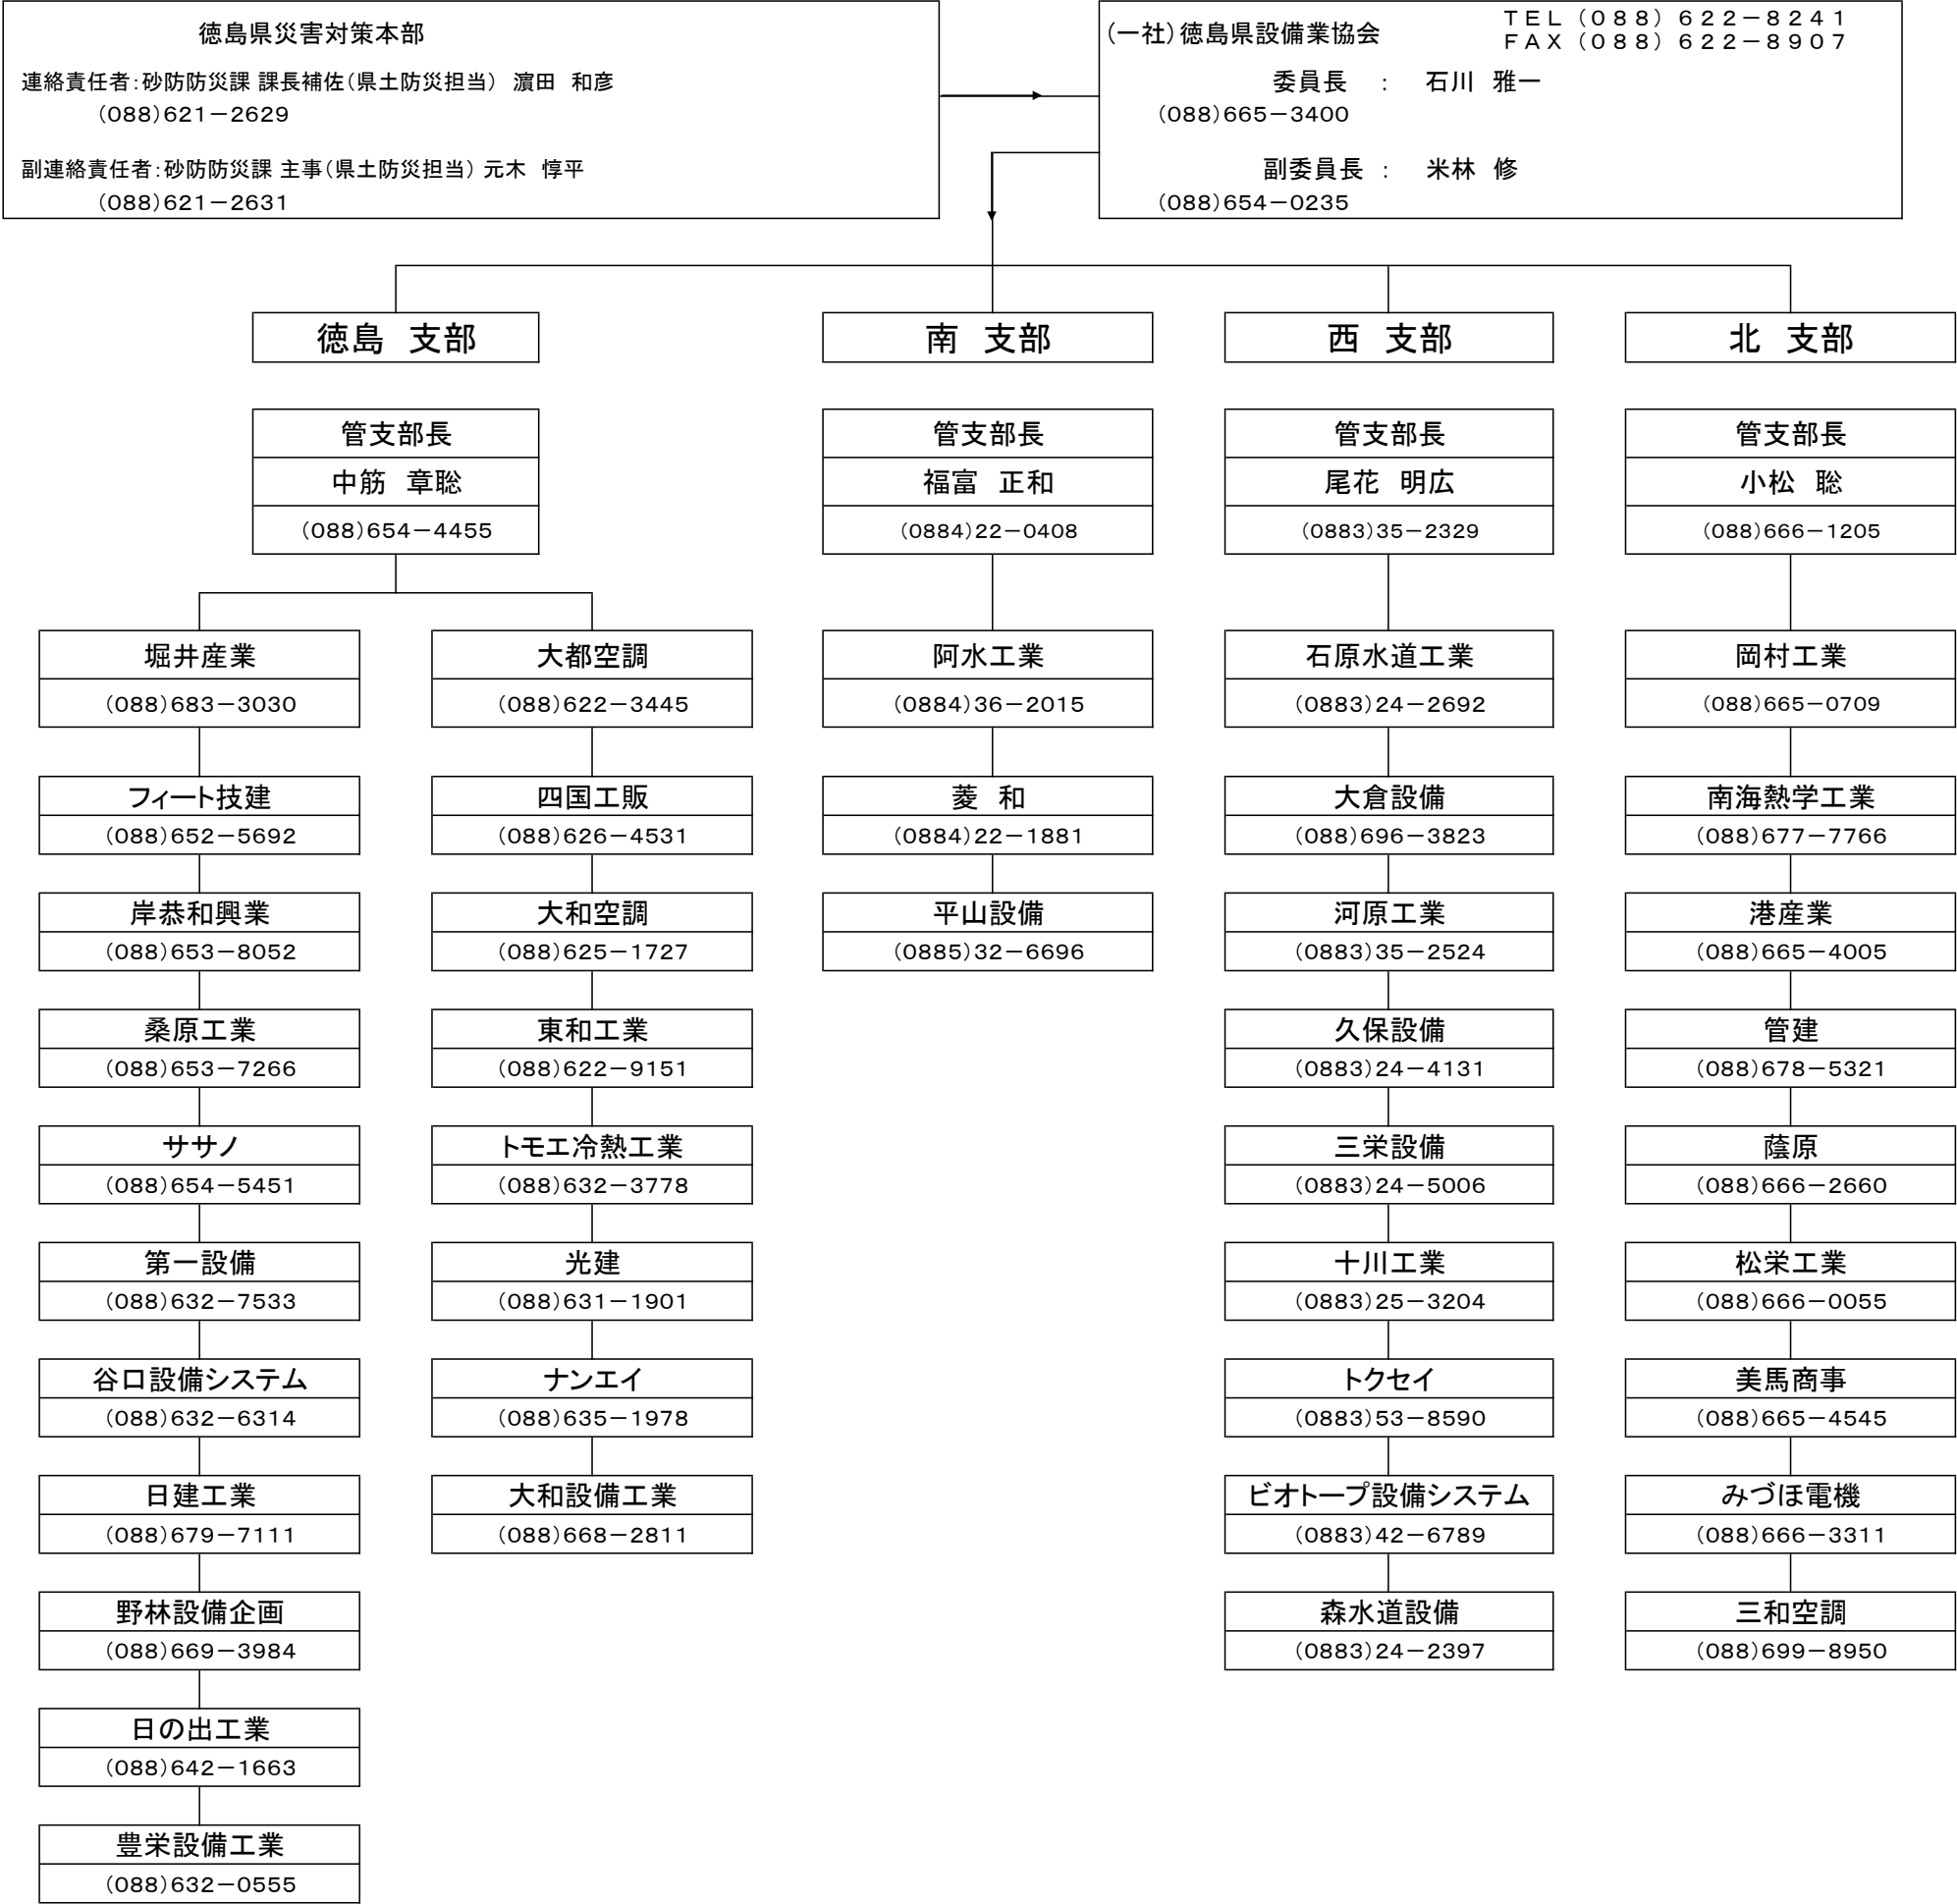 徳島県災害対策本部
連絡責任者：砂防防災課 課長補佐（県土防災担当）　濵田　和彦
（088）621－2629
副連絡責任者：砂防防災課 主事（県土防災担当） 元木　惇平
（088）621－2631
（一社）徳島県設備業協会
ＴＥＬ （０８８） ６２２－８２４１
ＦＡＸ （０８８） ６２２－８９０７
委員長　：　石川　雅一
（088）665－3400
副委員長　：　米林　修
（088）654－0235
徳島　支部
管支部長
中筋　章聡
（088）654－4455
堀井産業
（088）683－3030
フィート技建
（088）652－5692
岸恭和興業
（088）653－8052
桑原工業
（088）653－7266
ササノ
（088）654－5451
第一設備
（088）632－7533
谷口設備システム
（088）632－6314
日建工業
（088）679－7111
野林設備企画
（088）669－3984
日の出工業
（088）642－1663
豊栄設備工業
（088）632－0555
大都空調
（088）622－3445
四国工販
（088）626－4531
大和空調
（088）625－1727
東和工業
（088）622－9151
トモエ冷熱工業
（088）632－3778
光建
（088）631－1901
ナンエイ
（088）635－1978
大和設備工業
（088）668－2811
南　支部
管支部長
福富　正和
（0884）22－0408
阿水工業
（0884）36－2015
菱　和
（0884）22－1881
平山設備
（0885）32－6696
西　支部
管支部長
尾花　明広
（0883）35－2329
石原水道工業
（0883）24－2692
大倉設備
（088）696－3823
河原工業
（0883）35－2524
久保設備
（0883）24－4131
三栄設備
（0883）24－5006
十川工業
（0883）25－3204
トクセイ
（0883）53－8590
ビオトープ設備システム
（0883）42－6789
森水道設備
（0883）24－2397
北　支部
管支部長
小松　聡
（088）666－1205
岡村工業
（088）665－0709
南海熱学工業
（088）677－7766
港産業
（088）665－4005
管建
（088）678－5321
蔭原
（088）666－2660
松栄工業
（088）666－0055
美馬商事
（088）665－4545
みづほ電機
（088）666－3311
三和空調
（088）699－8950